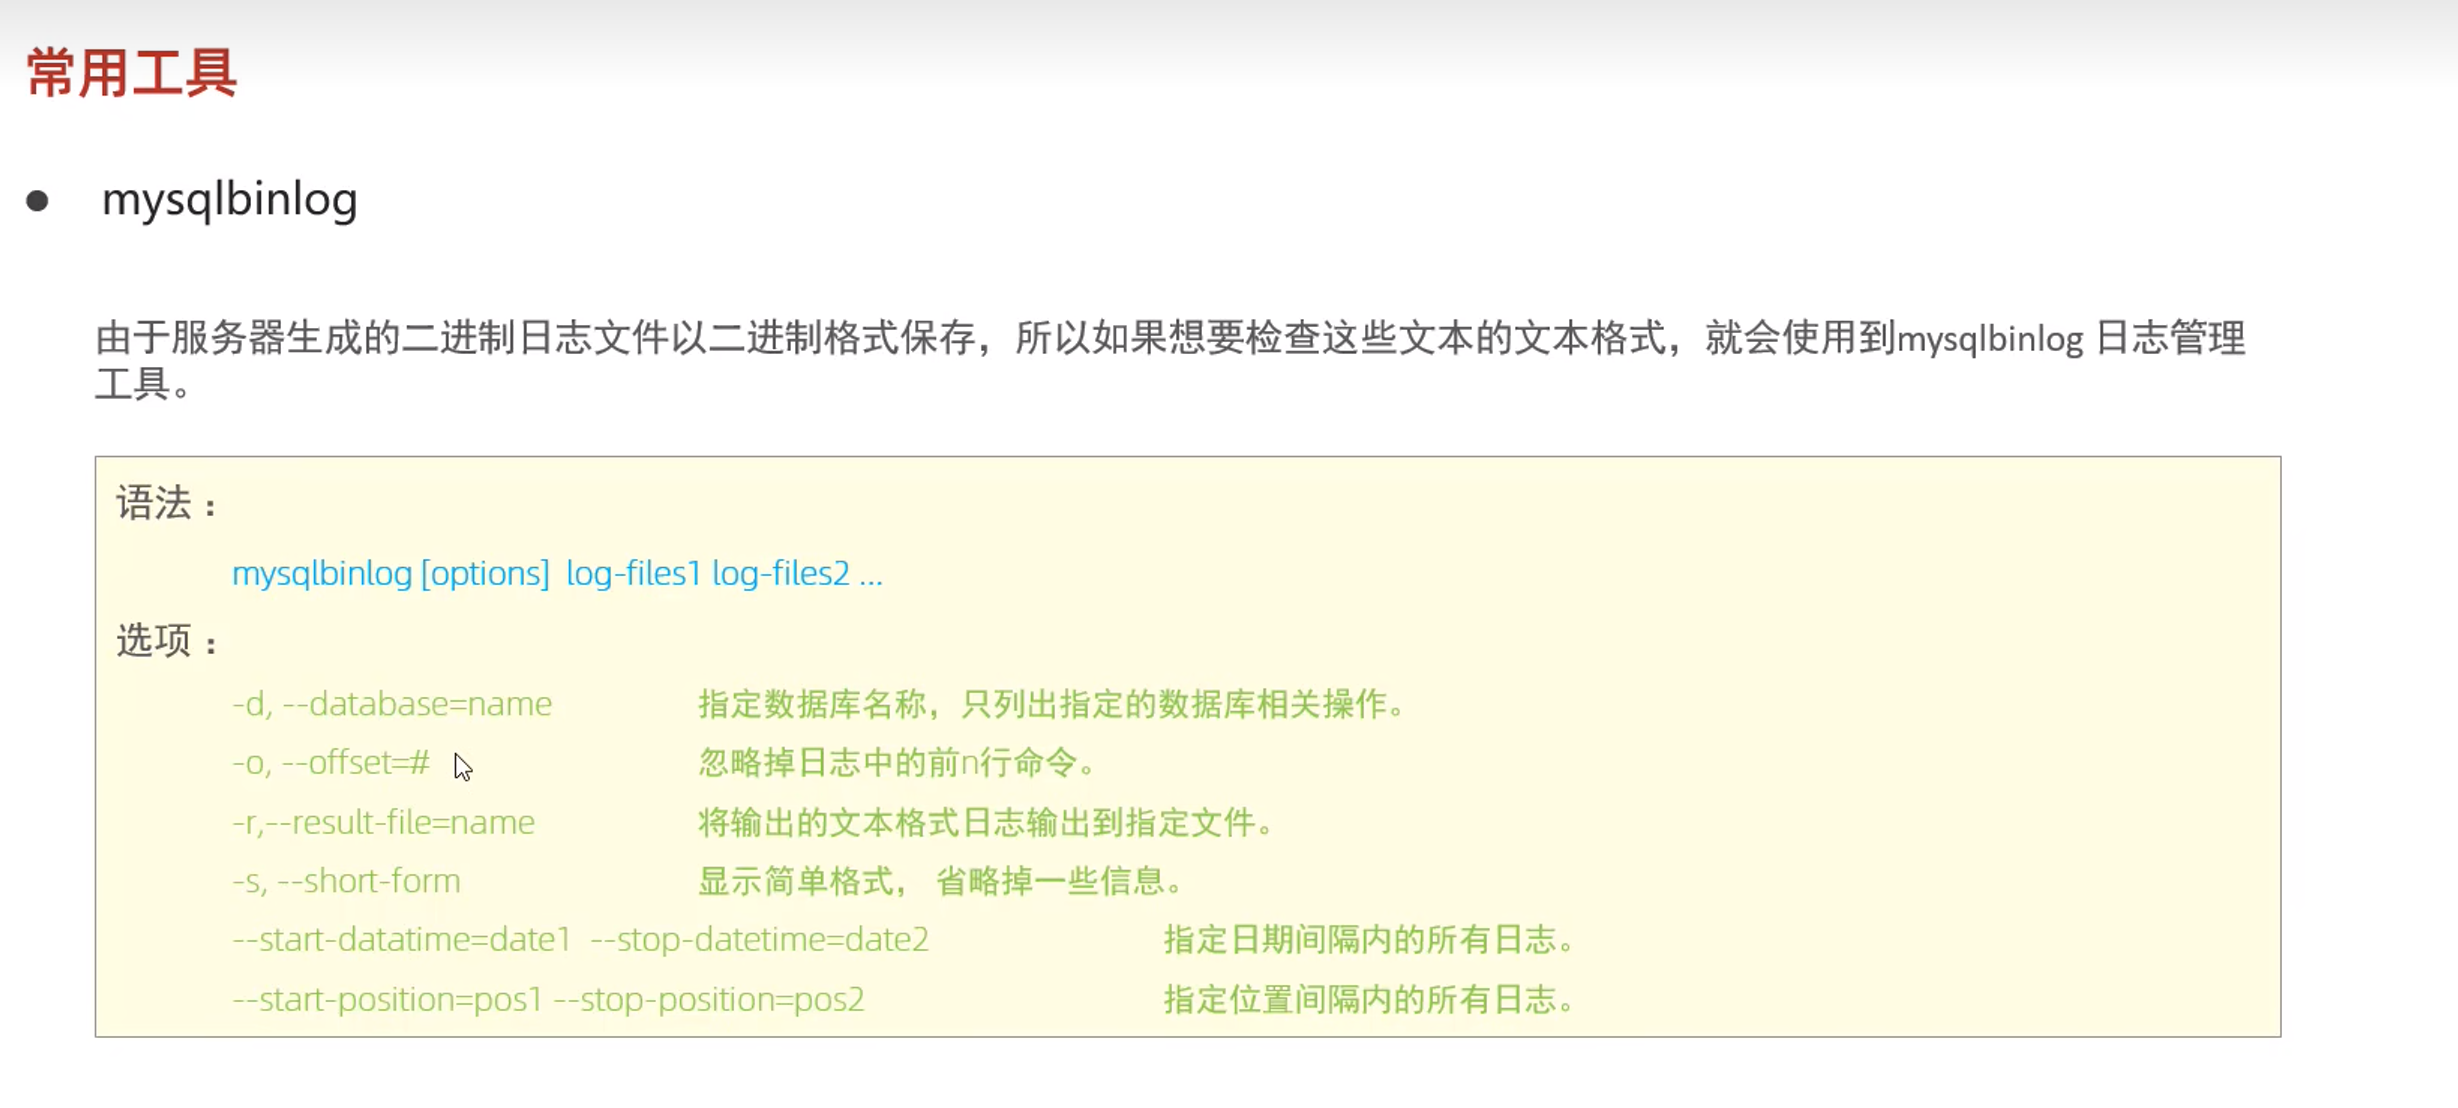 常用工具
● mysqlbinlog
由于服务器生成的二进制日志文件以二进制格式保存，所以如果想要检查这些文本的文本格式，就会使用到mysqlbinlog 日志管理
工具。
语法：
mysqlbinlog [options]  log-files1 log-files2 ...
选项：
-d, --database=name 指定数据库名称，只列出指定的数据库相关操作。
-o, --offset=# 忽略掉日志中的前n行命令。
-r,--result-file=name 将输出的文本格式日志输出到指定文件。
-s, --short-form 显示简单格式， 省略掉一些信息。
--start-datatime=date1  --stop-datetime=date2 指定日期间隔内的所有日志。
--start-position=pos1 --stop-position=pos2 指定位置间隔内的所有日志。